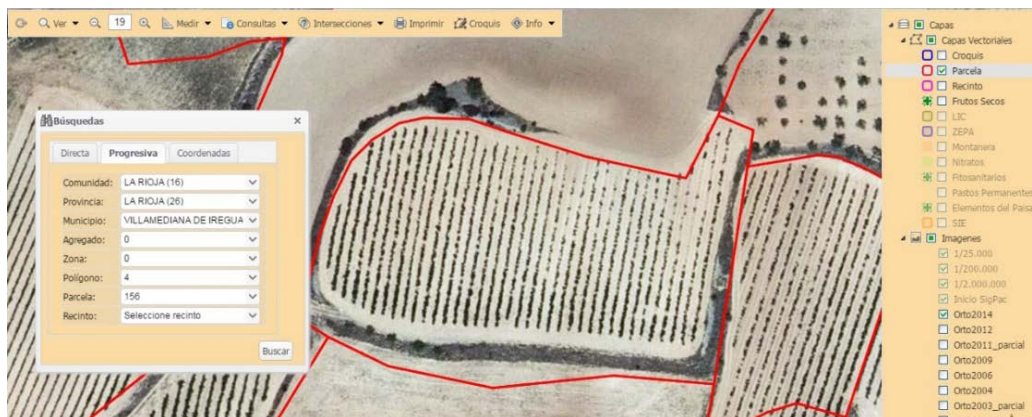 Ver 19 Medir Consultas Intersecciones Imprimir Croquis Info
Búsquedas ×
Directa Progresiva Coordenadas
Comunidad: LA RIOJA (16)
Provincia: LA RIOJA (26)
Municipio: VILLAMEDIANA DE IREGUA
Agregado: 0
Zona: 0
Polígono: 4
Parcela: 156
Recinto: Seleccione recinto
Buscar
Capas
Capas Vectoriales
Croquis
Parcela
Recinto
Frutos Secos
LIC
ZEPA
Montanera
Nitratos
Fitosanitarios
Pastos Permanentes
Elementos del Paisa
SIE
Imagenes
1/25.000
1/200.000
1/2.000.000
Inicio SigPac
Orto2014
Orto2012
Orto2011_parcial
Orto2009
Orto2006
Orto2004
Orto2003_parcial